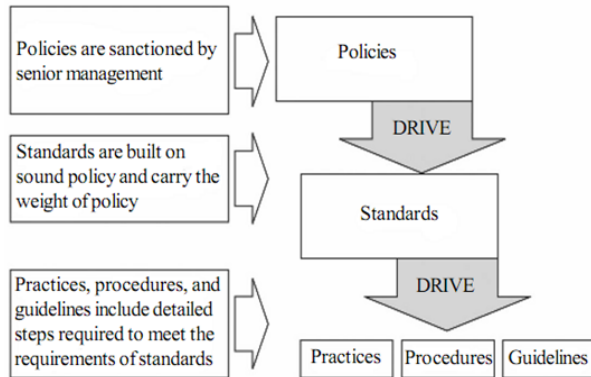 Policies are sanctioned by
senior management
Policies
DRIVE
Standards are built on
sound policy and carry the
weight of policy
Standards
DRIVE
Practices, procedures, and
guidelines include detailed
steps required to meet the
requirements of standards
Practices
Procedures
Guidelines